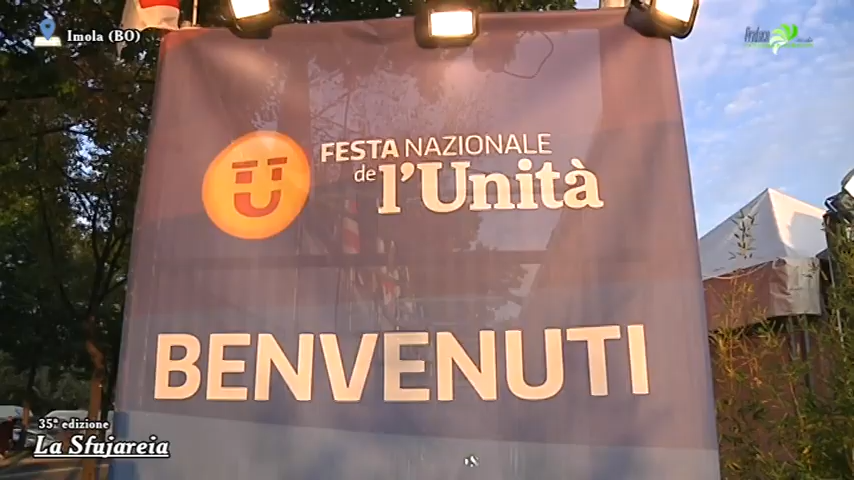 Imola (BO)
FESTA NAZIONALE
de l'Unità
BENVENUTI
35ª edizione
La Sfujareia